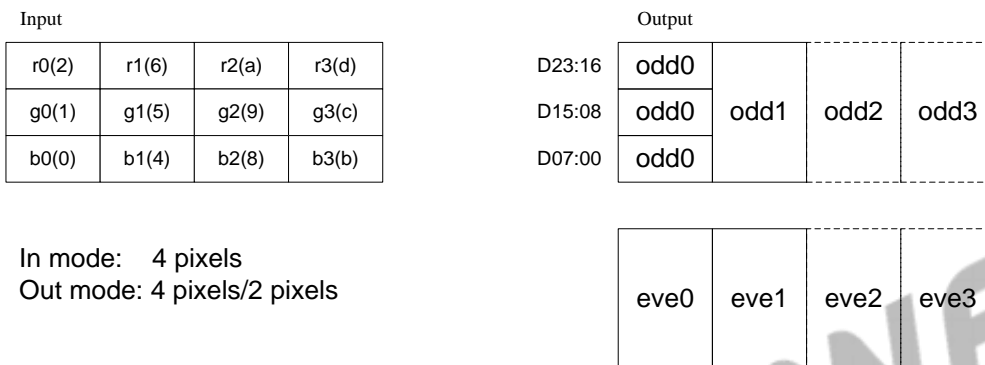 Input
r0(2) r1(6) r2(a) r3(d)
g0(1) g1(5) g2(9) g3(c)
b0(0) b1(4) b2(8) b3(b)
In mode: 4 pixels
Out mode: 4 pixels/2 pixels
Output
D23:16 odd0
D15:08 odd0 odd1 odd2 odd3
D07:00 odd0
eve0 eve1 eve2 eve3